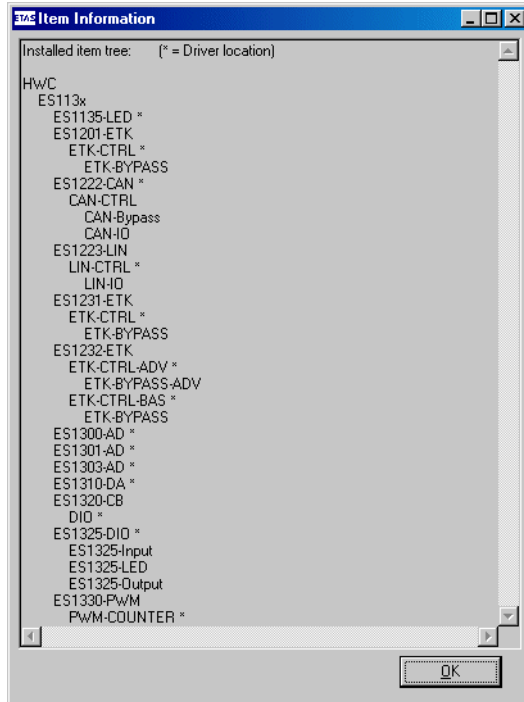 ETAS Item Information
Installed item tree: (* = Driver location)
HWC
ES113x
ES1135-LED *
ES1201-ETK
ETK-CTRL *
ETK-BYPASS
ES1222-CAN *
CAN-CTRL
CAN-Bypass
CAN-IO
ES1223-LIN
LIN-CTRL *
LIN-IO
ES1231-ETK
ETK-CTRL *
ETK-BYPASS
ES1232-ETK
ETK-CTRL-ADV *
ETK-BYPASS-ADV
ETK-CTRL-BAS *
ETK-BYPASS
ES1300-AD *
ES1301-AD *
ES1303-AD *
ES1310-DA *
ES1320-CB
DIO *
ES1325-DIO *
ES1325-Input
ES1325-LED
ES1325-Output
ES1330-PWM
PWM-COUNTER *
OK